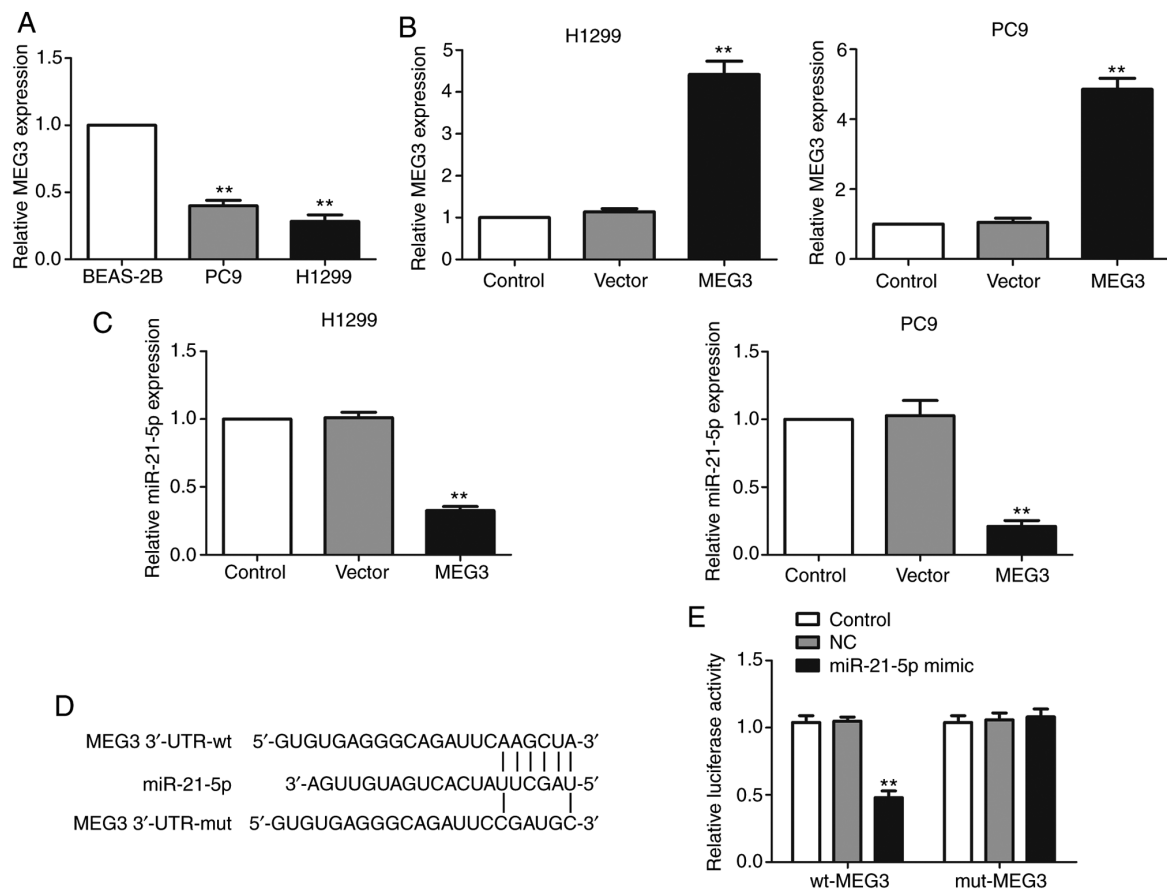 A
Relative MEG3 expression
1.5
1.0
0.5
0.0
BEAS-2B PC9 H1299
**
**
B
H1299
Relative MEG3 expression
5
4
3
2
1
0
Control Vector MEG3
**
PC9
Relative MEG3 expression
6
4
2
0
Control Vector MEG3
**
C
H1299
Relative miR-21-5p expression
1.5
1.0
0.5
0.0
Control Vector MEG3
**
PC9
Relative miR-21-5p expression
1.5
1.0
0.5
0.0
Control Vector MEG3
**
D
MEG3 3′-UTR-wt 5′-GUGUGAGGGCAGAUUCAAGCUA-3′
miR-21-5p 3′-AGUUGUAGUCACUAUUCGAU-5′
MEG3 3′-UTR-mut 5′-GUGUGAGGGCAGAUUCCGAUGC-3′
E
Control
NC
miR-21-5p mimic
Relative luciferase activity
1.5
1.0
0.5
0.0
**
wt-MEG3 mut-MEG3